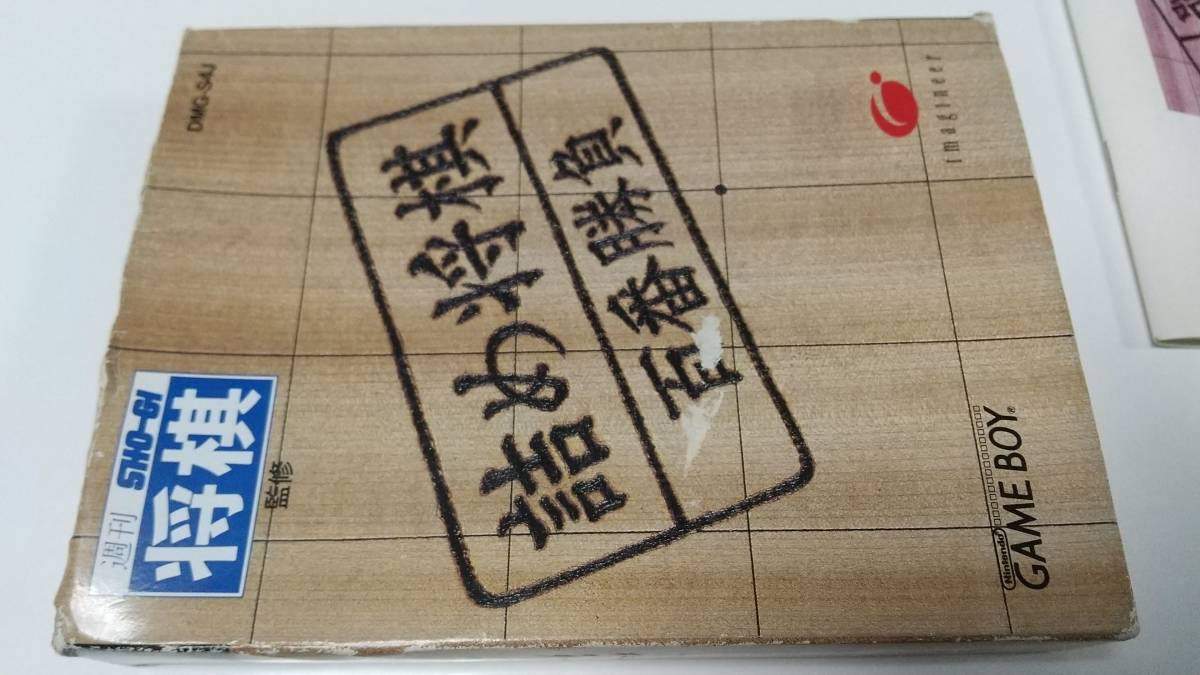 週刊 SHO-GI
将棋
監修
DMG-S4J
詰め将棋
百番勝負
imagineer
Nintendo
GAME BOY®